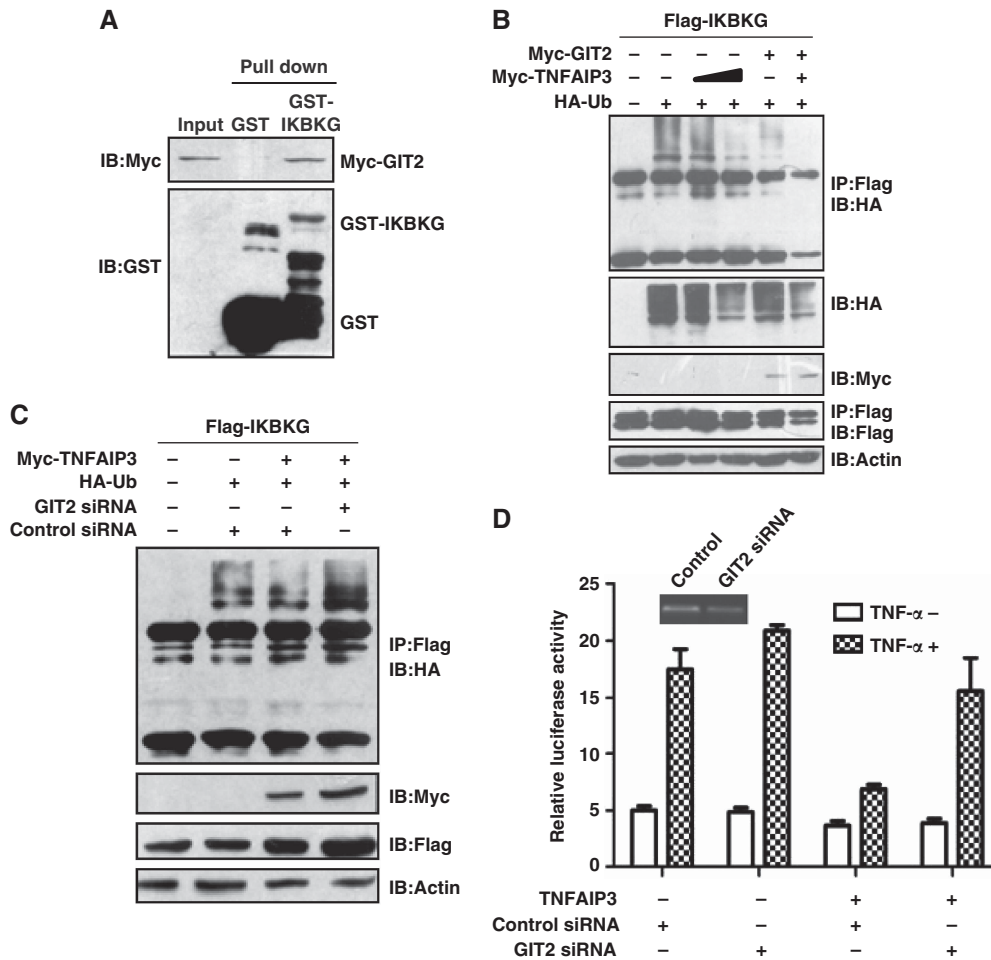 A
Pull down
Input GST GST-IKBKG
IB:Myc
Myc-GIT2
IB:GST
GST-IKBKG
GST
B
Flag-IKBKG
Myc-GIT2 – – – – + +
Myc-TNFAIP3 – – – +
HA-Ub – + + + + +
IP:Flag
IB:HA
IB:HA
IB:Myc
IP:Flag
IB:Flag
IB:Actin
C
Flag-IKBKG
Myc-TNFAIP3 – – + +
HA-Ub – + + +
GIT2 siRNA – – – +
Control siRNA – + + –
IP:Flag
IB:HA
IB:Myc
IB:Flag
IB:Actin
D
Control
GIT2 siRNA
TNF-α –
TNF-α +
Relative luciferase activity
25
20
15
10
5
0
TNFAIP3 – – + +
Control siRNA + – + –
GIT2 siRNA – + – +